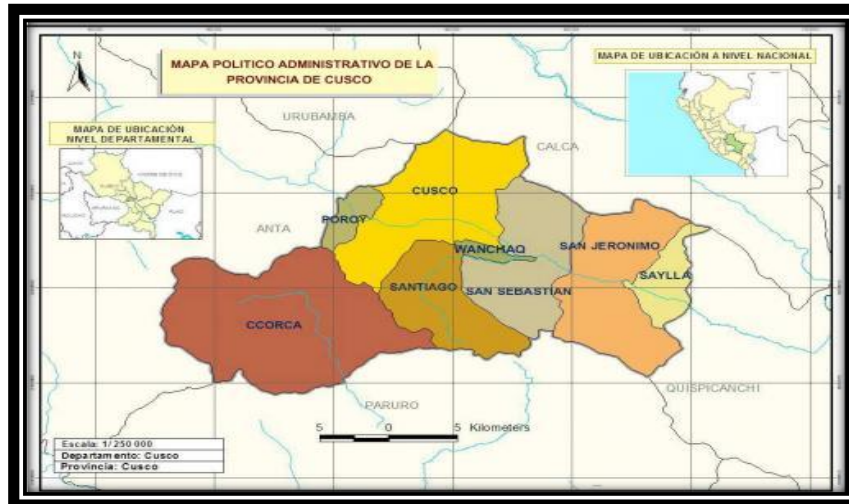 MAPA POLITICO ADMINISTRATIVO DE LA
PROVINCIA DE CUSCO
N
MAPA DE UBICACIÓN A NIVEL NACIONAL
MAPA DE UBICACIÓN
NIVEL DEPARTAMENTAL
URUBAMBA
CALCA
ANTA
CUSCO
POROY
WANCHAQ
SAN JERONIMO
SAYLLA
SANTIAGO
SAN SEBASTIAN
CCORCA
QUISPICANCHI
PARURO
5 0 5 Kilometers
Escala: 1/250 000
Departamento: Cusco
Provincia: Cusco